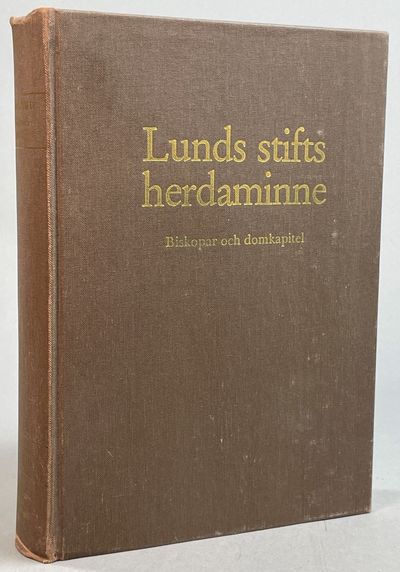 Lunds stifts
herdaminne
Biskopar och domkapitel